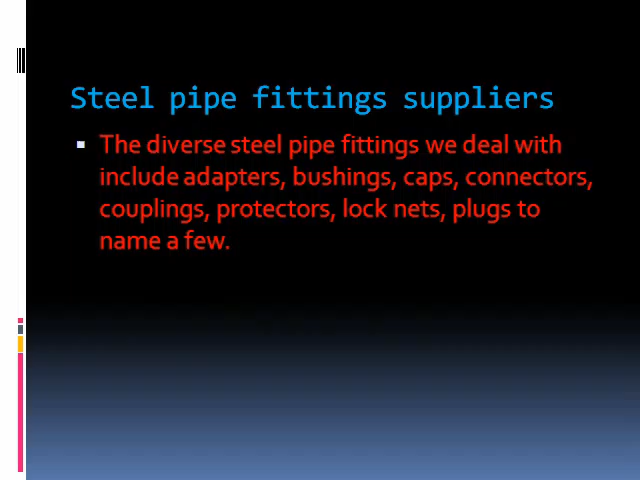 Steel pipe fittings suppliers
The diverse steel pipe fittings we deal with
include adapters, bushings, caps, connectors,
couplings, protectors, lock nets, plugs to
name a few.